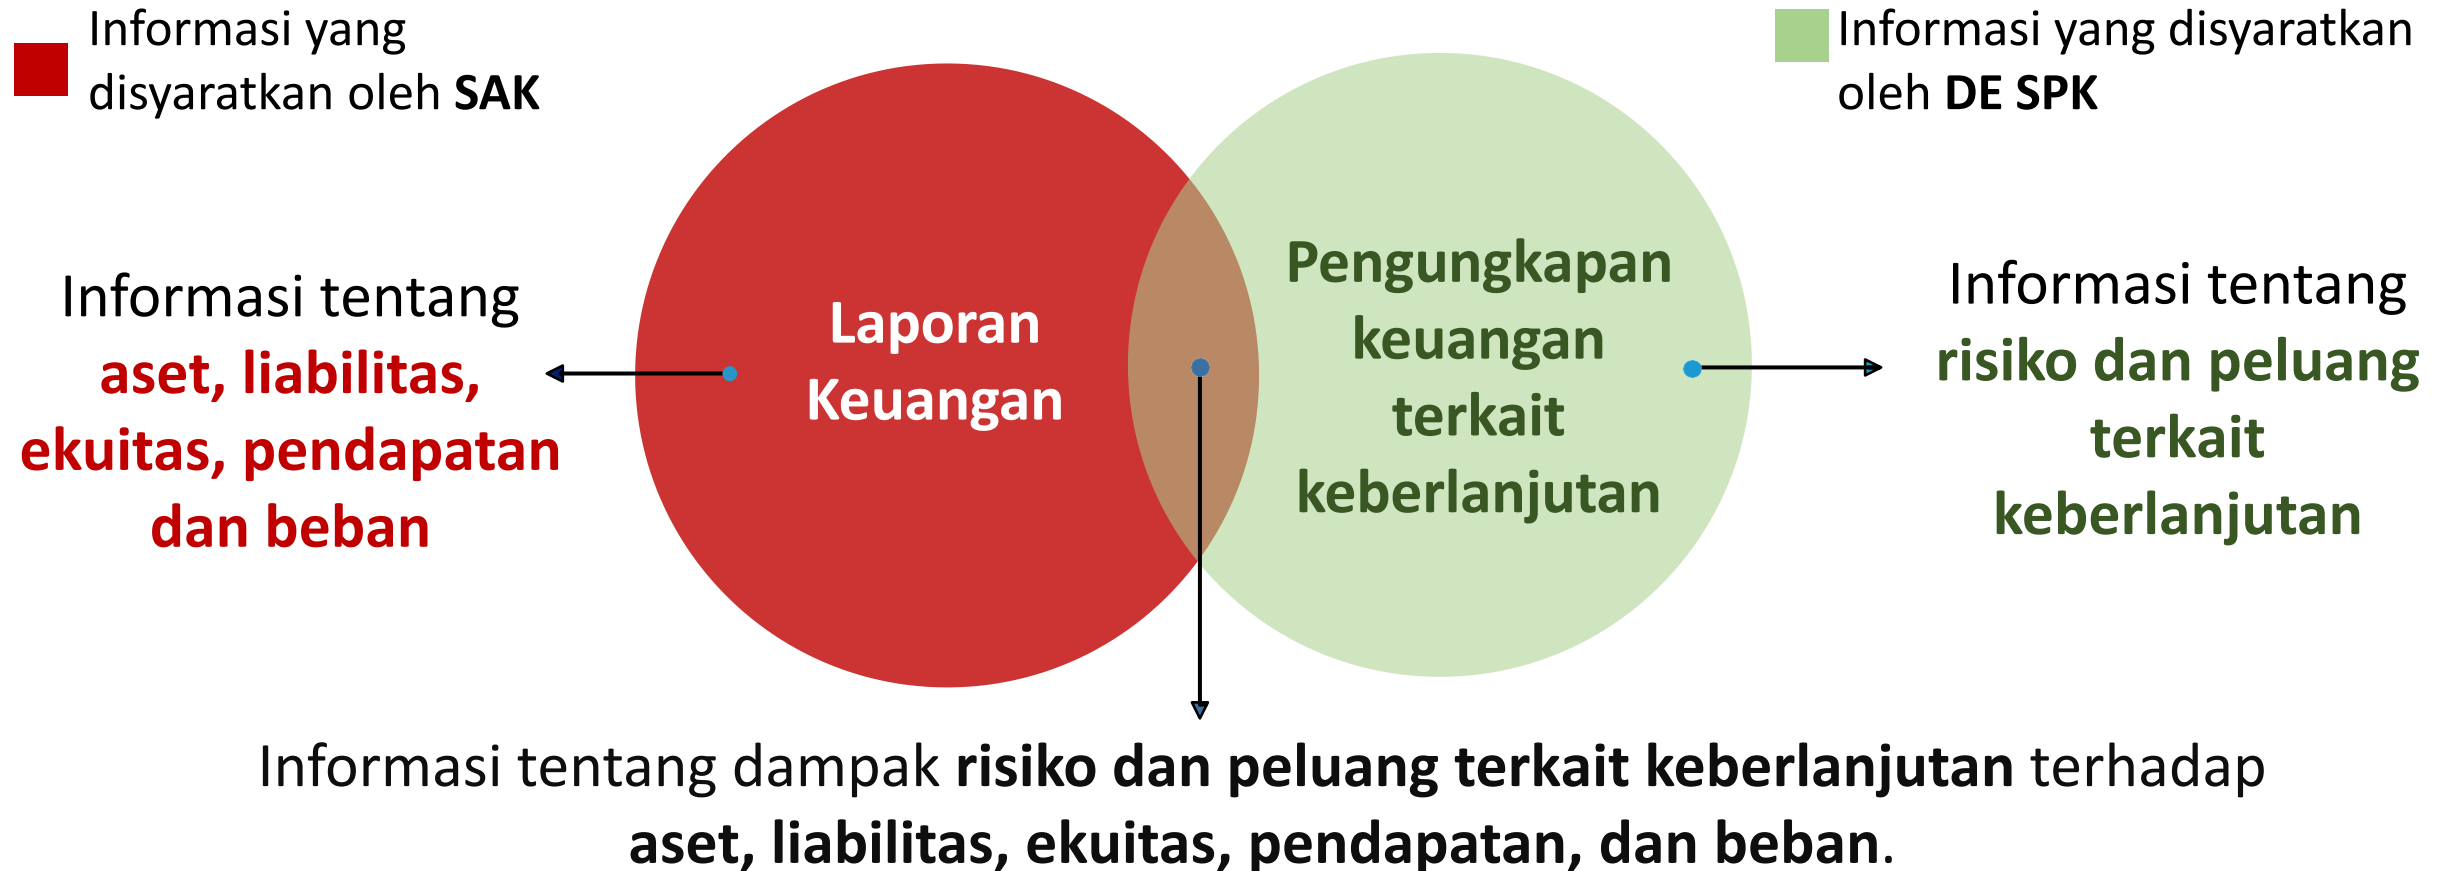 Informasi yang
disyaratkan oleh SAK
Informasi yang disyaratkan
oleh DE SPK
Informasi tentang
aset, liabilitas,
ekuitas, pendapatan
dan beban
Laporan
Keuangan
Pengungkapan
keuangan
terkait
keberlanjutan
Informasi tentang
risiko dan peluang
terkait
keberlanjutan
Informasi tentang dampak risiko dan peluang terkait keberlanjutan terhadap
aset, liabilitas, ekuitas, pendapatan, dan beban.